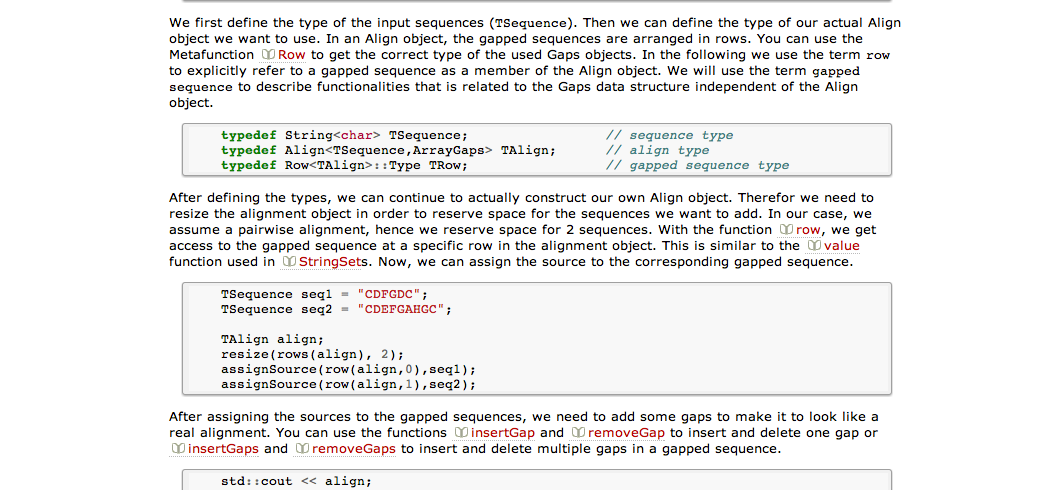 We first define the type of the input sequences (TSequence). Then we can define the type of our actual Align
object we want to use. In an Align object, the gapped sequences are arranged in rows. You can use the
Metafunction Row to get the correct type of the used Gaps objects. In the following we use the term row
to explicitly refer to a gapped sequence as a member of the Align object. We will use the term gapped
sequence to describe functionalities that is related to the Gaps data structure independent of the Align
object.
typedef String<char> TSequence; // sequence type
typedef Align<TSequence,ArrayGaps> TAlign; // align type
typedef Row<TAlign>::Type TRow; // gapped sequence type
After defining the types, we can continue to actually construct our own Align object. Therefor we need to
resize the alignment object in order to reserve space for the sequences we want to add. In our case, we
assume a pairwise alignment, hence we reserve space for 2 sequences. With the function row, we get
access to the gapped sequence at a specific row in the alignment object. This is similar to the value
function used in StringSets. Now, we can assign the source to the corresponding gapped sequence.
TSequence seq1 = "CDFGDC";
TSequence seq2 = "CDEFGAHGC";
TAlign align;
resize(rows(align), 2);
assignSource(row(align,0),seq1);
assignSource(row(align,1),seq2);
After assigning the sources to the gapped sequences, we need to add some gaps to make it to look like a
real alignment. You can use the functions insertGap and removeGap to insert and delete one gap or
insertGaps and removeGaps to insert and delete multiple gaps in a gapped sequence.
std::cout << align;